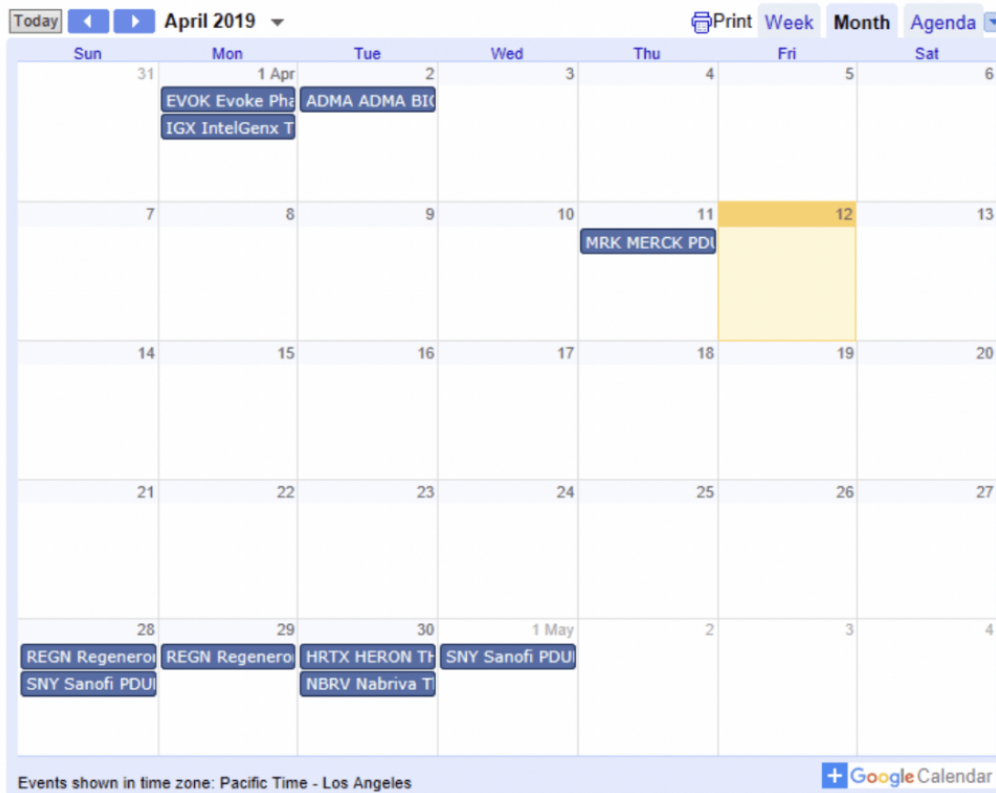 Today April 2019 Print Week Month Agenda
Sun Mon Tue Wed Thu Fri Sat
31 1 Apr 2 3 4 5 6
EVOK Evoke Pha ADMA ADMA BIO
IGX IntelGenx T
7 8 9 10 11 12 13
MRK MERCK PDU
14 15 16 17 18 19 20
21 22 23 24 25 26 27
28 29 30 1 May 2 3 4
REGN Regeneron REGN Regeneron HRTX HERON TH SNY Sanofi PDU
SNY Sanofi PDU NBRV Nabriva T
Events shown in time zone: Pacific Time - Los Angeles
+ Google Calendar